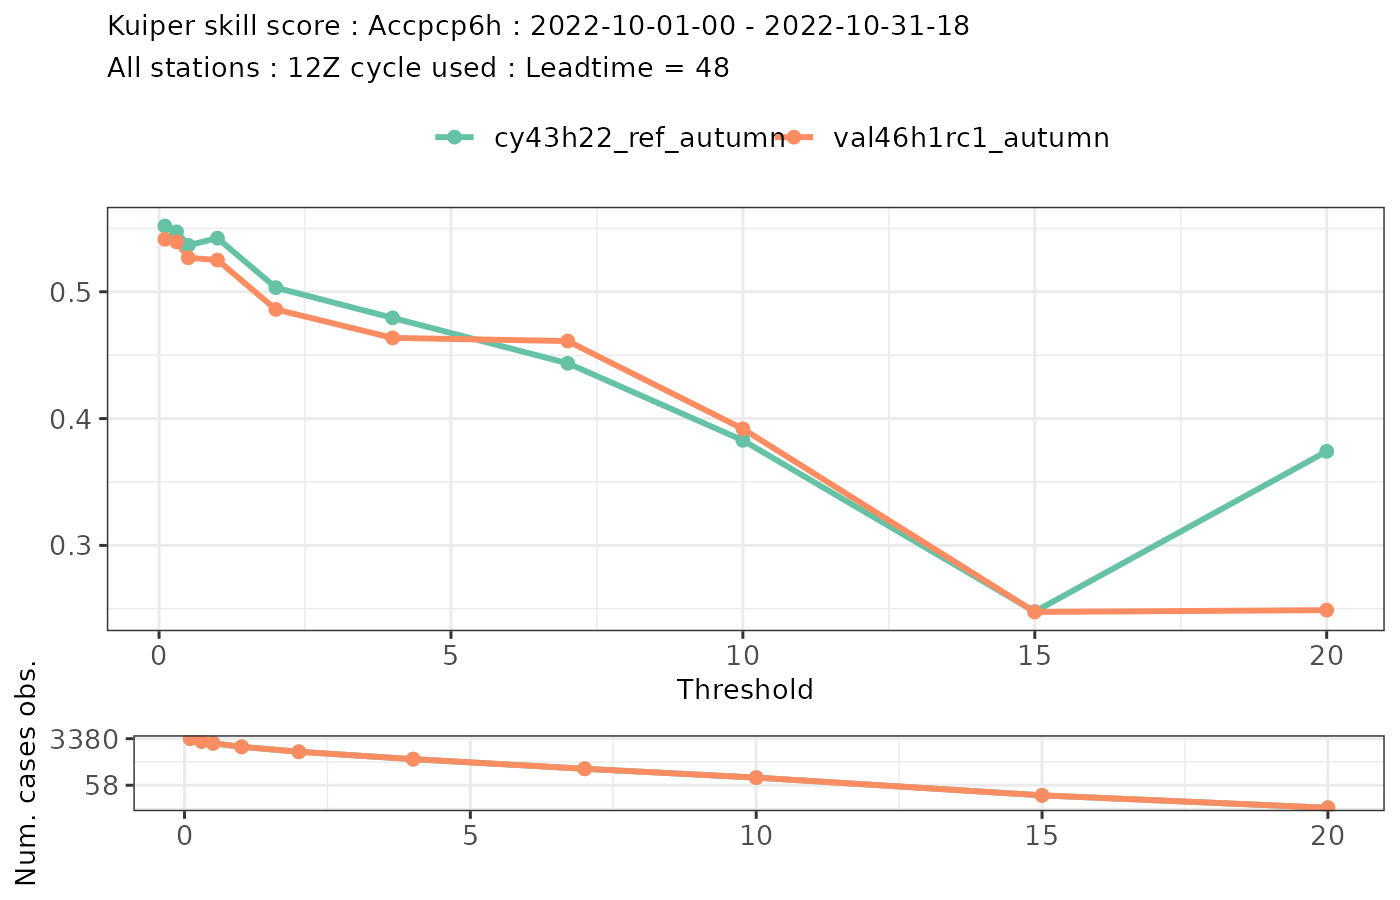 Kuiper skill score : Accpcp6h : 2022-10-01-00 - 2022-10-31-18
All stations : 12Z cycle used : Leadtime = 48
cy43h22_ref_autumn val46h1rc1_autumn
0.5
0.4
0.3
0 5 10 15 20
Threshold
Num. cases obs.
3380
58
0 5 10 15 20